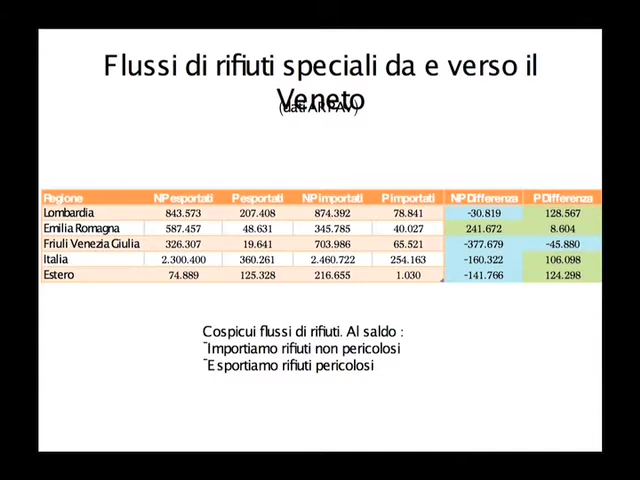 Flussi di rifiuti speciali da e verso il
Veneto
(dati ARPAV)
Regione NP esportati P esportati NP importati P importati NP Differenza P Differenza
Lombardia 843.573 207.408 874.392 78.841 -30.819 128.567
Emilia Romagna 587.457 48.631 345.785 40.027 241.672 8.604
Friuli Venezia Giulia 326.307 19.641 703.986 65.521 -377.679 -45.880
Italia 2.300.400 360.261 2.460.722 254.163 -160.322 106.098
Estero 74.889 125.328 216.655 1.030 -141.766 124.298
Cospicui flussi di rifiuti. Al saldo :
¯Importiamo rifiuti non pericolosi
¯Esportiamo rifiuti pericolosi